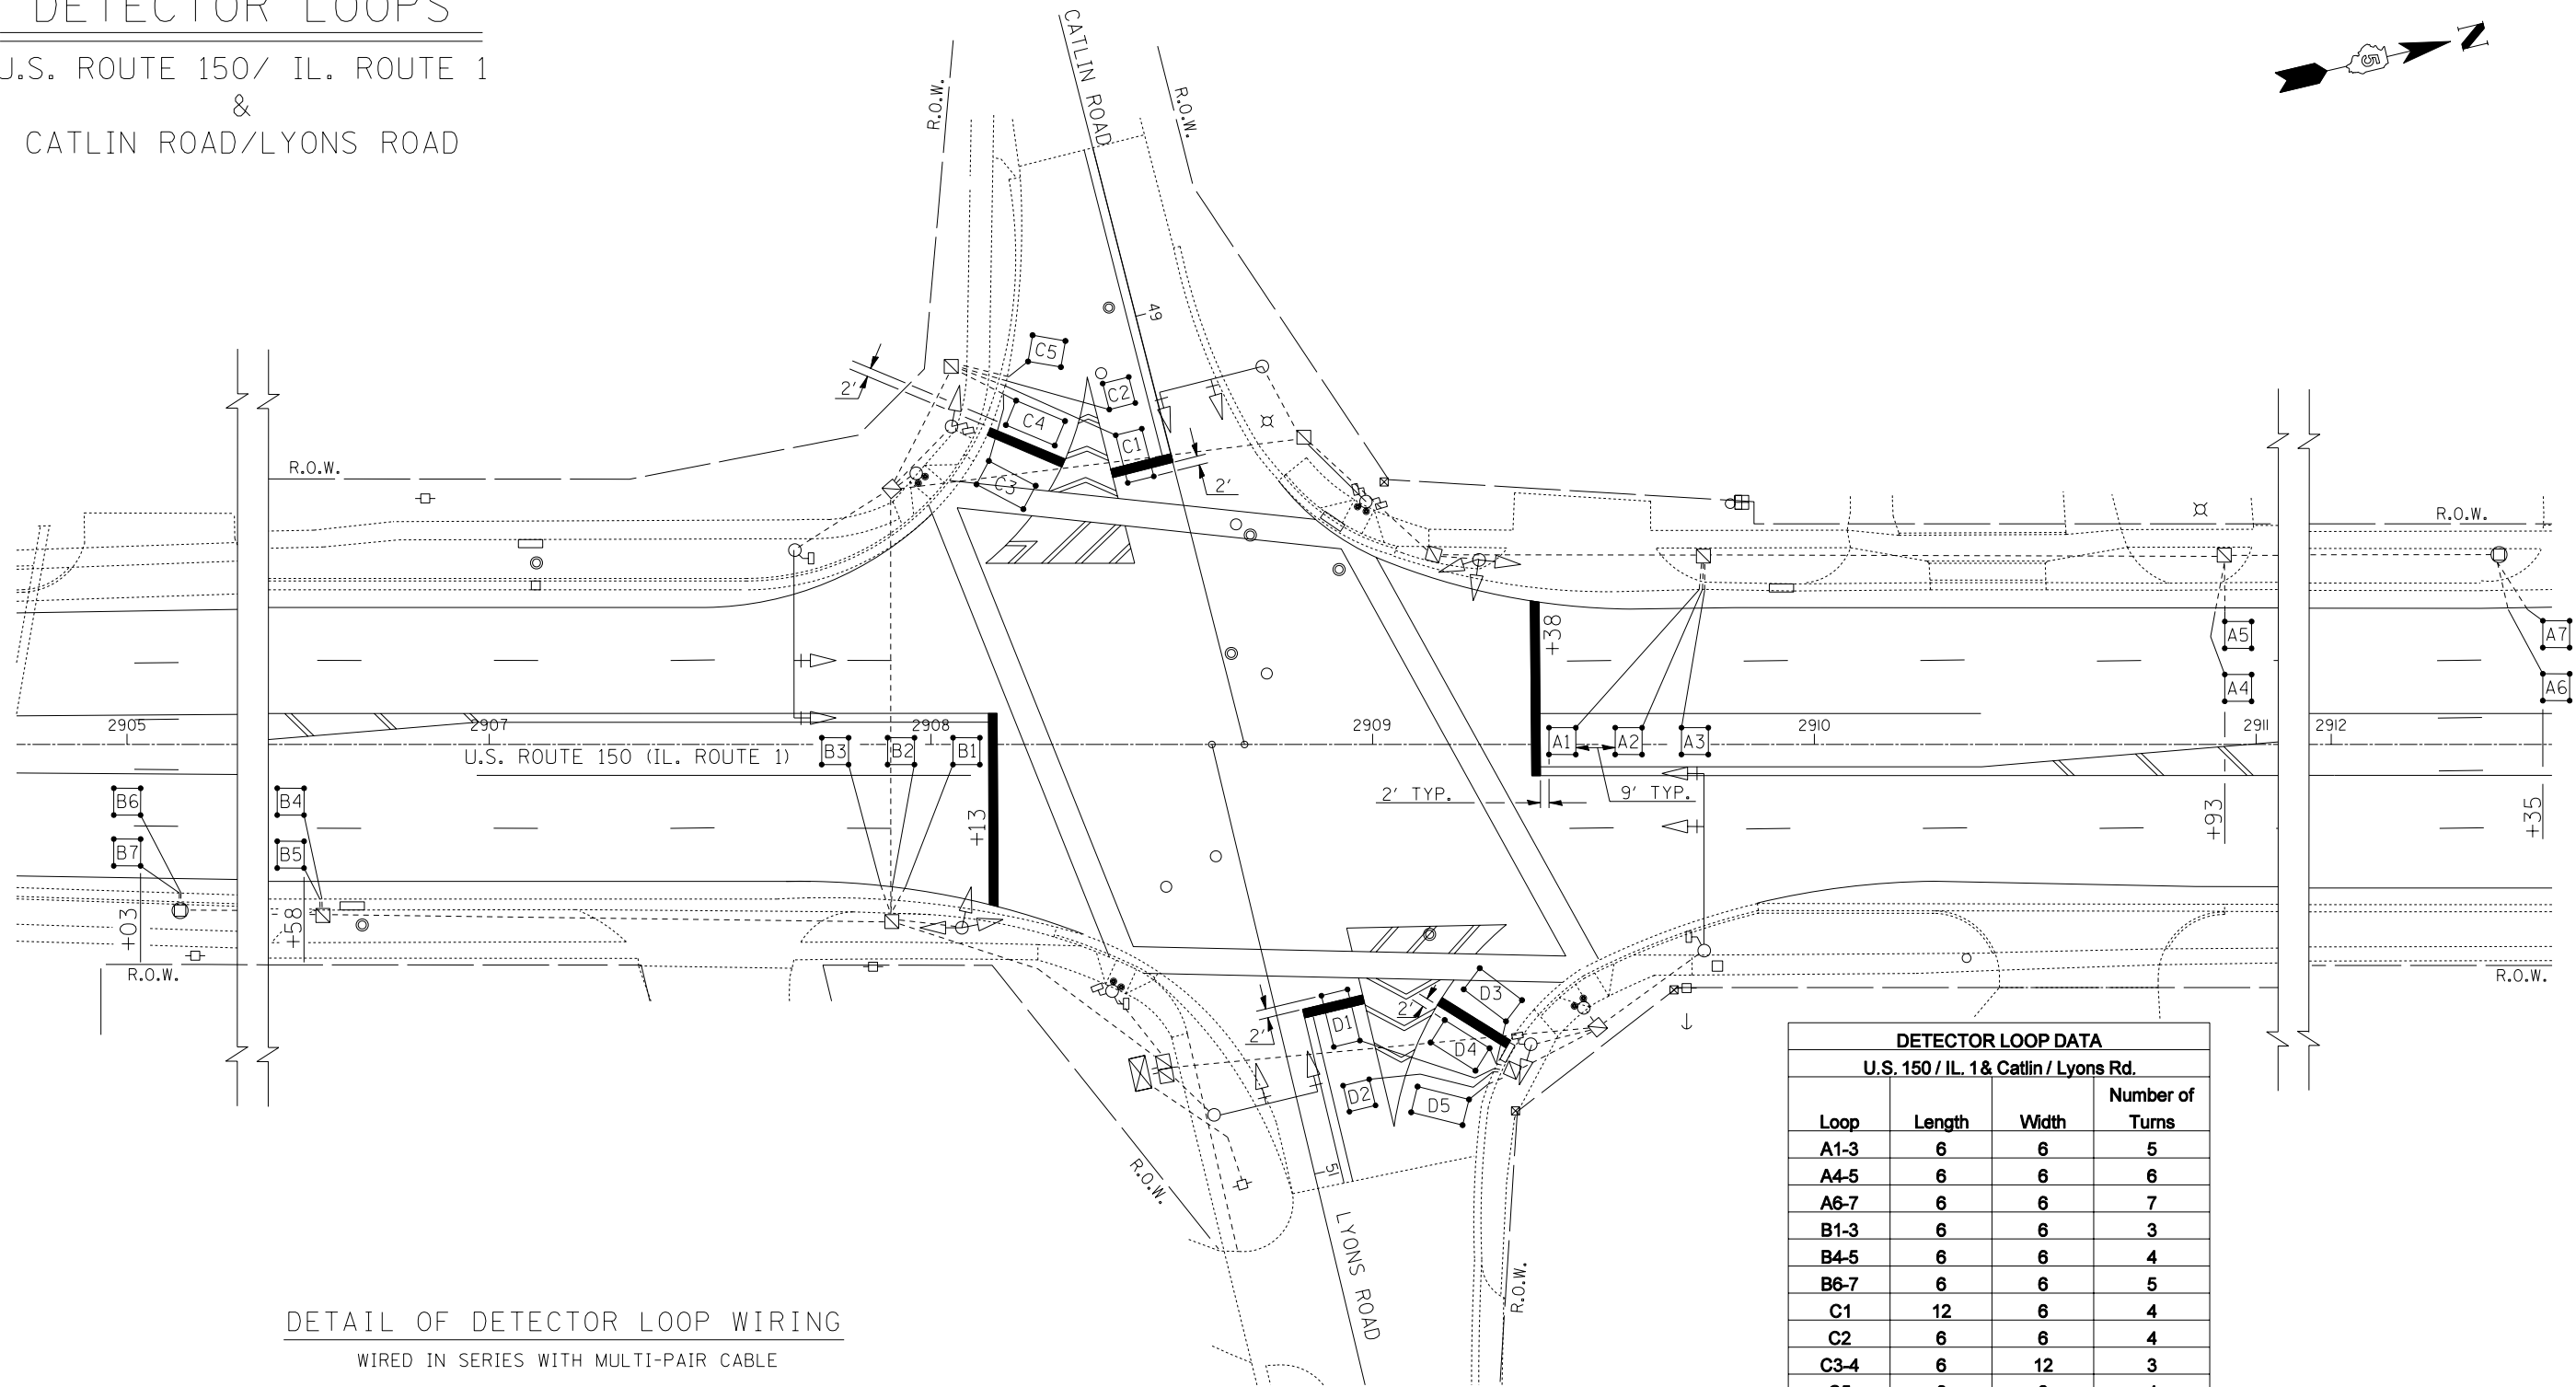 DETECTOR LOOPS
U.S. ROUTE 150/ IL. ROUTE 1
&
CATLIN ROAD/LYONS ROAD
N
5
CATLIN ROAD
R.O.W.
R.O.W.
49
C5
C2
C4
C1
C3
2'
2'
R.O.W.
R.O.W.
+38
A5
A7
A4
A6
2905
2907
2908
2909
2910
2911
2912
U.S. ROUTE 150 (IL. ROUTE 1)
B3
B2
B1
A1
A2
A3
2' TYP.
9' TYP.
B6
B4
B7
B5
+13
+93
+35
+03
+58
R.O.W.
R.O.W.
D3
D1
D4
D2
D5
2'
2'
51
R.O.W.
LYONS ROAD
R.O.W.
DETECTOR LOOP DATA
U.S. 150 / IL. 1 & Catlin / Lyons Rd.
Loop Length Width Number of Turns
A1-3 6 6 5
A4-5 6 6 6
A6-7 6 6 7
B1-3 6 6 3
B4-5 6 6 4
B6-7 6 6 5
C1 12 6 4
C2 6 6 4
C3-4 6 12 3
DETAIL OF DETECTOR LOOP WIRING
WIRED IN SERIES WITH MULTI-PAIR CABLE